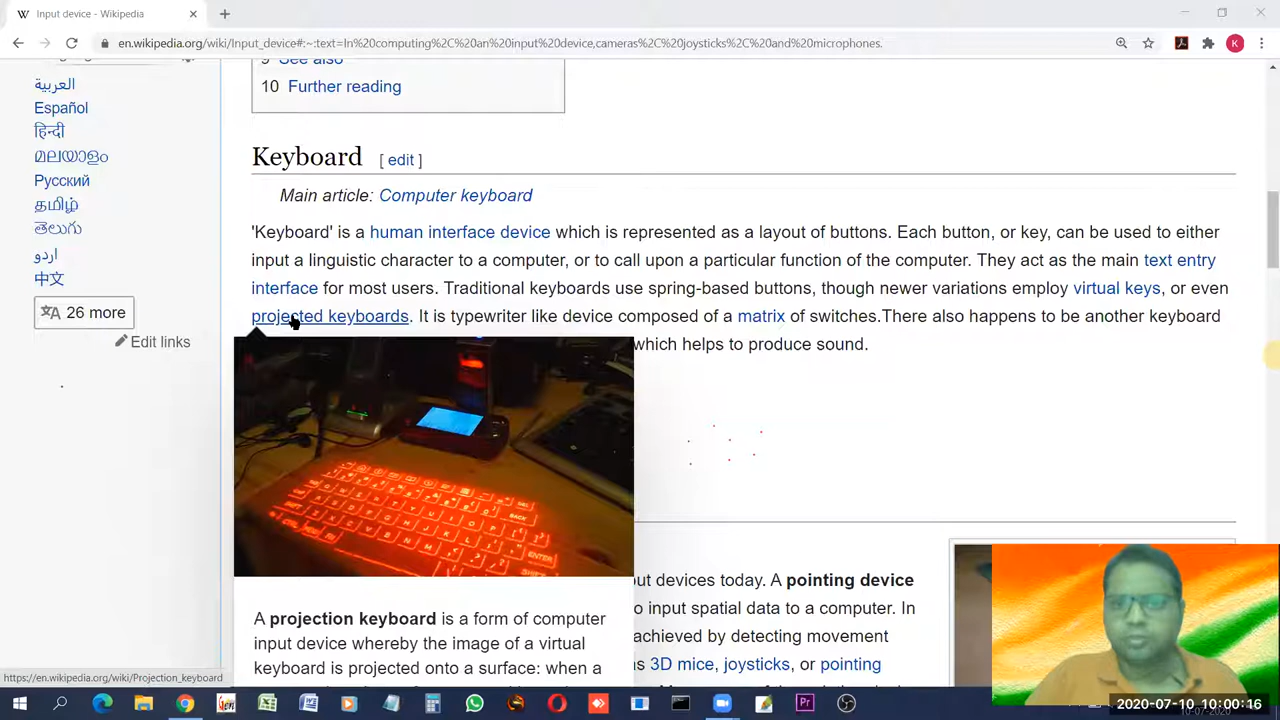 Input device - Wikipedia
en.wikipedia.org/wiki/Input_device#:~:text=In%20computing%2C%20an%20input%20device,cameras%2C%20joysticks%2C%20and%20microphones.
K
العربية
Español
हिन्दी
മലയാളം
Русский
தமிழ்
తెలుగు
اردو
中文
26 more
Edit links
9 See also
10 Further reading
Keyboard [ edit ]
Main article: Computer keyboard
'Keyboard' is a human interface device which is represented as a layout of buttons. Each button, or key, can be used to either
input a linguistic character to a computer, or to call upon a particular function of the computer. They act as the main text entry
interface for most users. Traditional keyboards use spring-based buttons, though newer variations employ virtual keys, or even
projected keyboards. It is typewriter like device composed of a matrix of switches.There also happens to be another keyboard
which helps to produce sound.
BACK
ENTER
A projection keyboard is a form of computer
input device whereby the image of a virtual
keyboard is projected onto a surface: when a
put devices today. A pointing device
o input spatial data to a computer. In
achieved by detecting movement
s 3D mice, joysticks, or pointing
https://en.wikipedia.org/wiki/Projection_keyboard
Pr
2020-07-10 10:00:16
10-07-2020